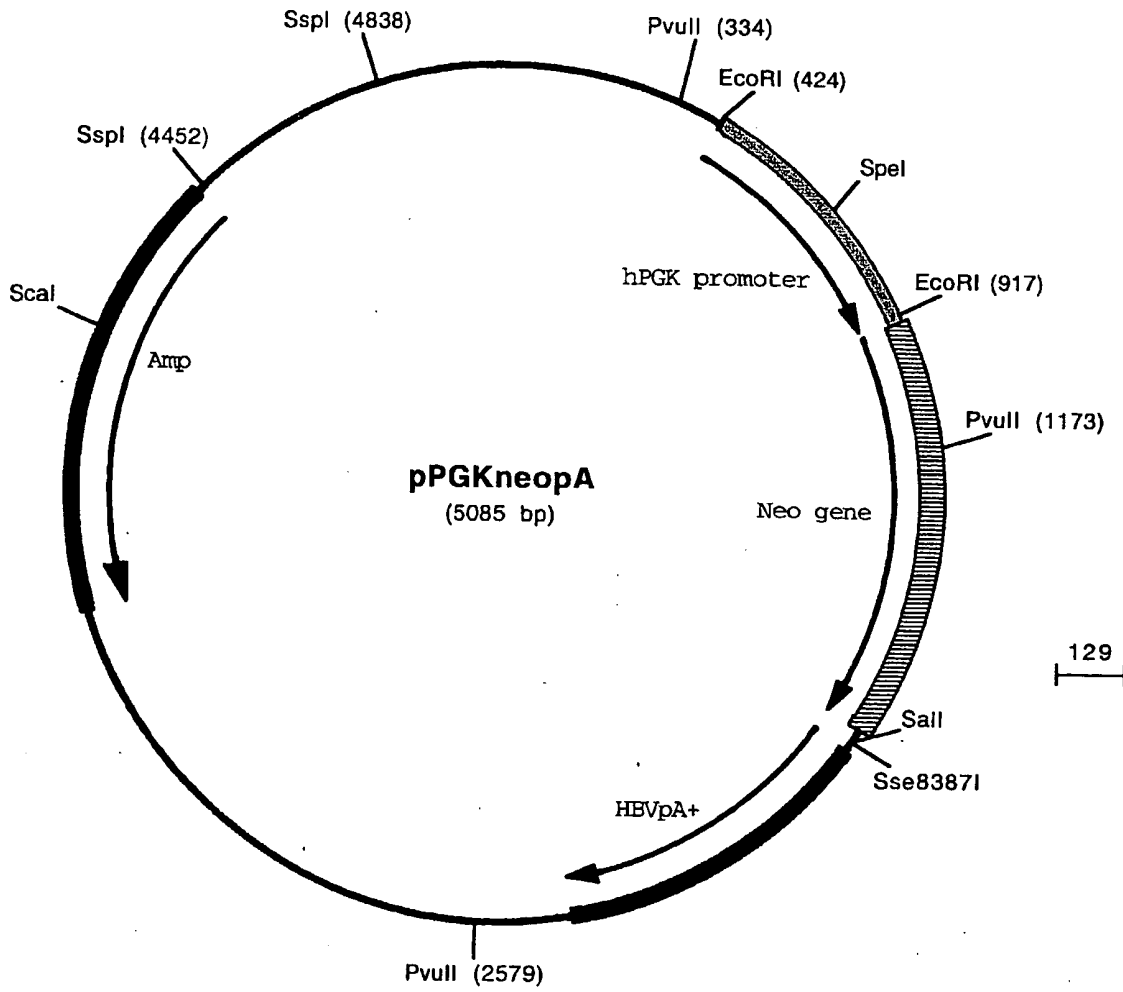 SspI (4838)
PvuII (334)
EcoRI (424)
SspI (4452)
SpeI
hPGK promoter
EcoRI (917)
ScaI
Amp
PvuII (1173)
pPGKneopA
(5085 bp)
Neo gene
129
SalI
Sse8387I
HBVpA+
PvuII (2579)